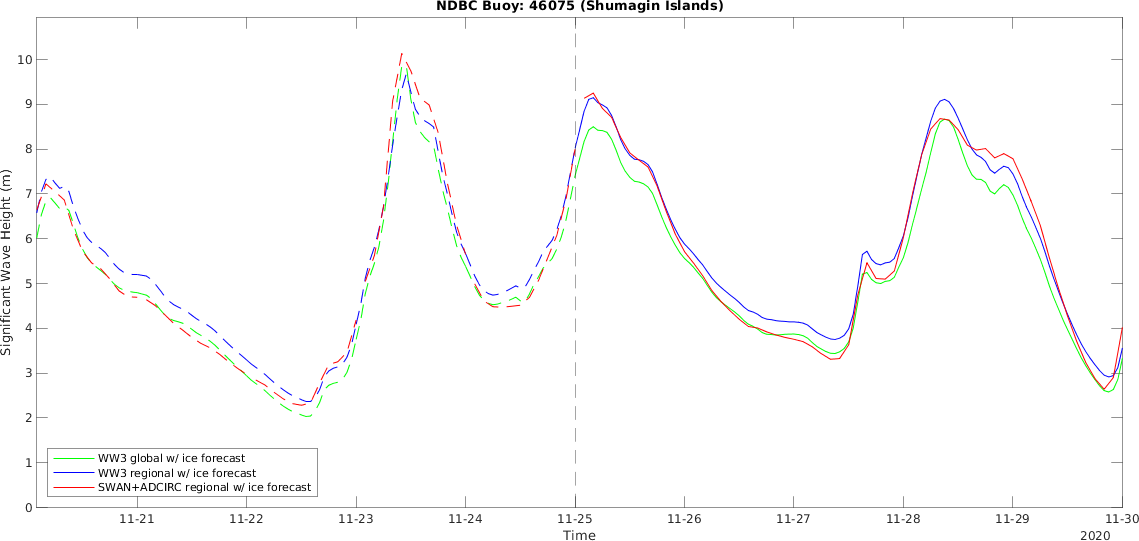 NDBC Buoy: 46075 (Shumagin Islands)
10
9
8
7
6
5
4
3
2
1
0
Significant Wave Height (m)
WW3 global w/ ice forecast
WW3 regional w/ ice forecast
SWAN+ADCIRC regional w/ ice forecast
11-21 11-22 11-23 11-24 11-25 11-26 11-27 11-28 11-29 11-30
Time
2020